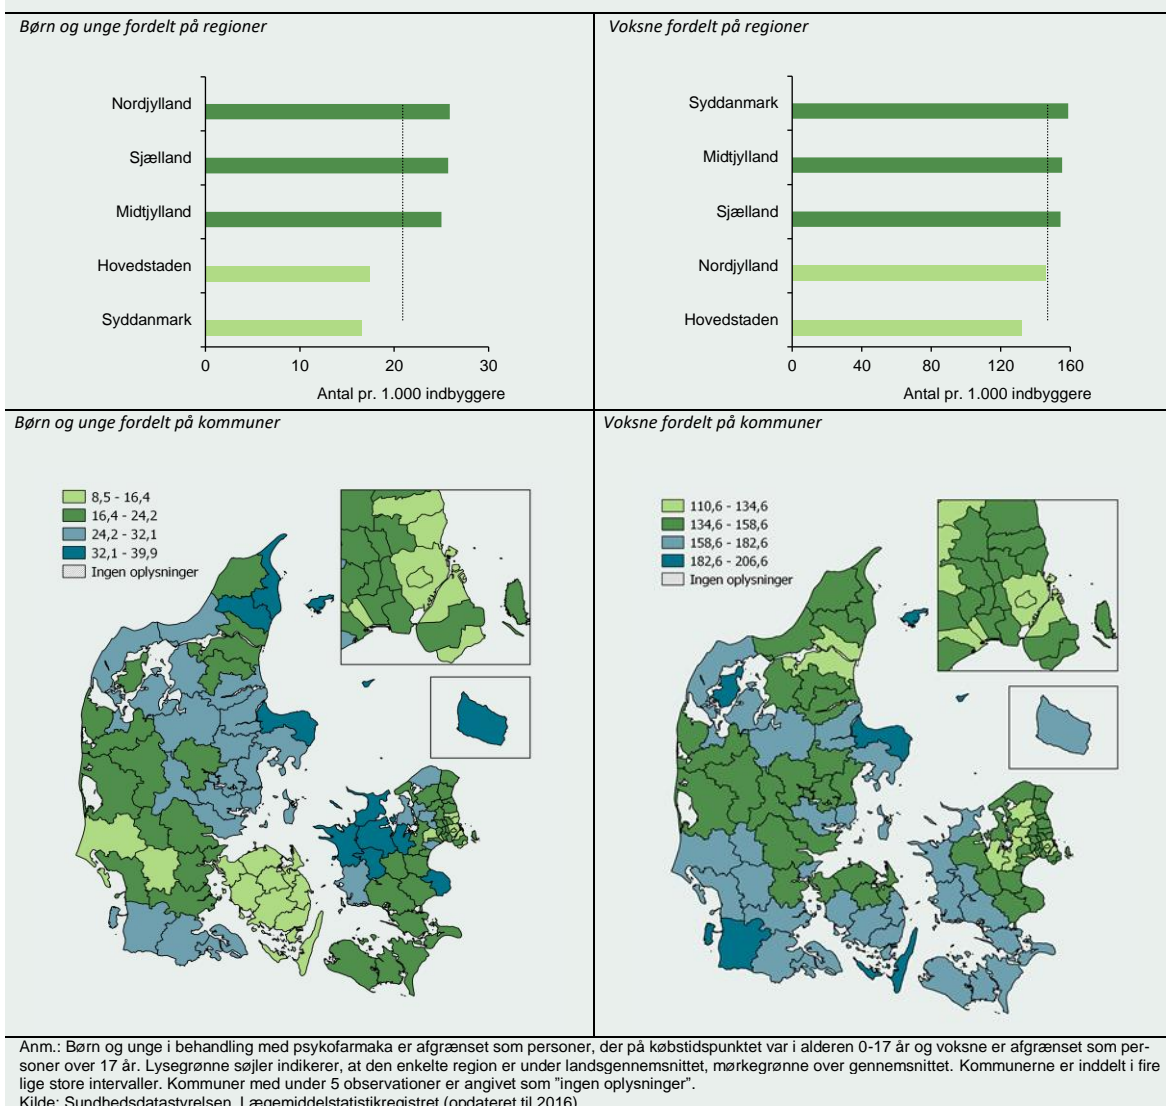 Børn og unge fordelt på regioner
Nordjylland
Sjælland
Midtjylland
Hovedstaden
Syddanmark
0
10
20
30
Antal pr. 1.000 indbyggere
Voksne fordelt på regioner
Syddanmark
Midtjylland
Sjælland
Nordjylland
Hovedstaden
0
40
80
120
160
Antal pr. 1.000 indbyggere
Børn og unge fordelt på kommuner
8,5 - 16,4
16,4 - 24,2
24,2 - 32,1
32,1 - 39,9
Ingen oplysninger
Voksne fordelt på kommuner
110,6 - 134,6
134,6 - 158,6
158,6 - 182,6
182,6 - 206,6
Ingen oplysninger
Anm.: Børn og unge i behandling med psykofarmaka er afgrænset som personer, der på købstidspunktet var i alderen 0-17 år og voksne er afgrænset som per-
soner over 17 år. Lysegrønne søjler indikerer, at den enkelte region er under landsgennemsnittet, mørkegrønne over gennemsnittet. Kommunerne er inddelt i fire
lige store intervaller. Kommuner med under 5 observationer er angivet som "ingen oplysninger".
Kilde: Sundhedsdatastyrelsen, Lægemiddelstatistikregistret (opdateret til 2016)